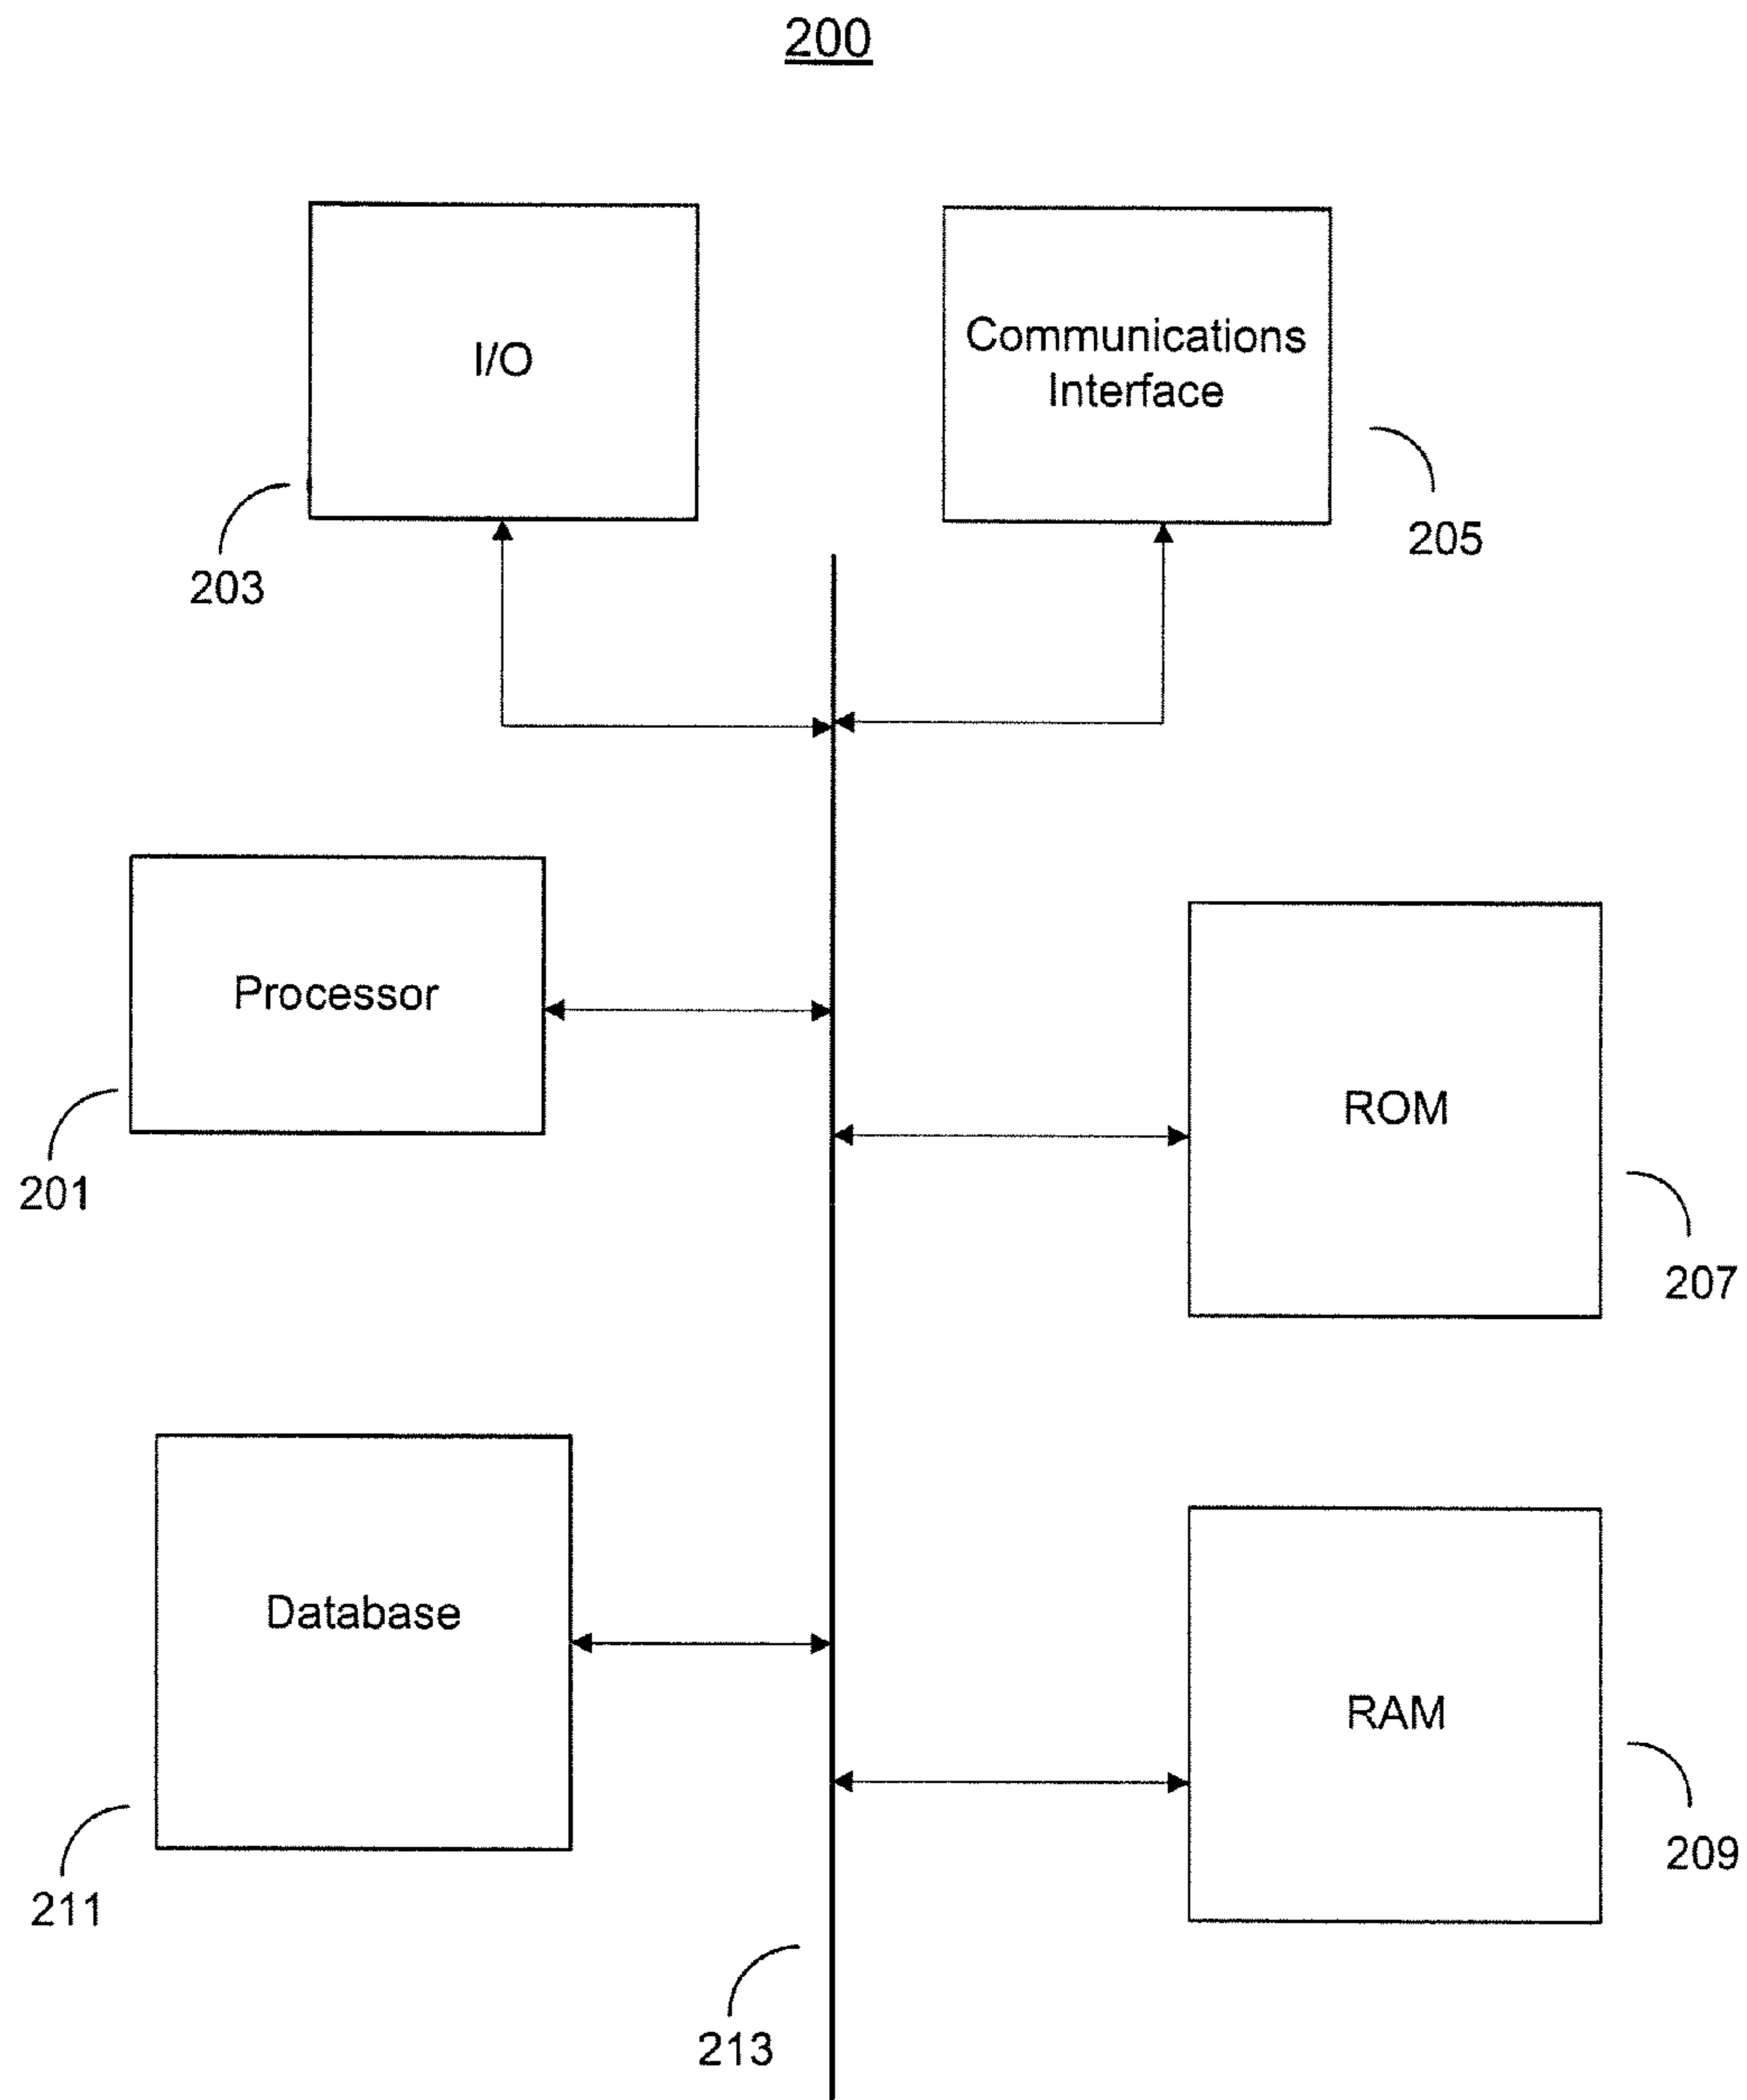 200
I/O
Communications
Interface
203
205
Processor
ROM
201
207
Database
RAM
211
209
213